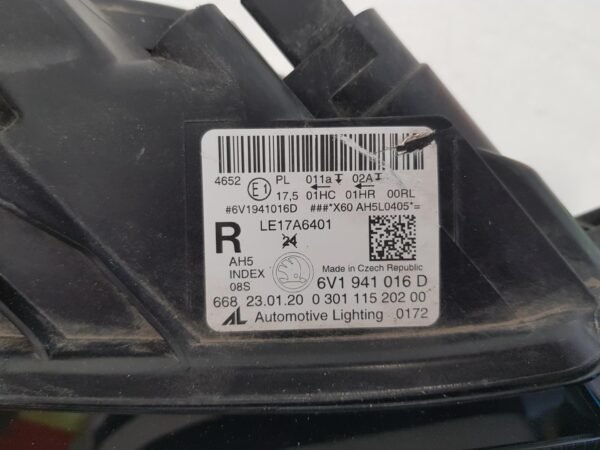 4652 E1 PL 011a 02A
17,5 01HC 01HR 00RL
#6V1941016D ###*X60 AH5L0405*=
R LE17A6401
24
AH5
INDEX
08S
Made in Czech Republic
6V1 941 016 D
668 23.01.20 0 301 115 202 00
AL Automotive Lighting 0172